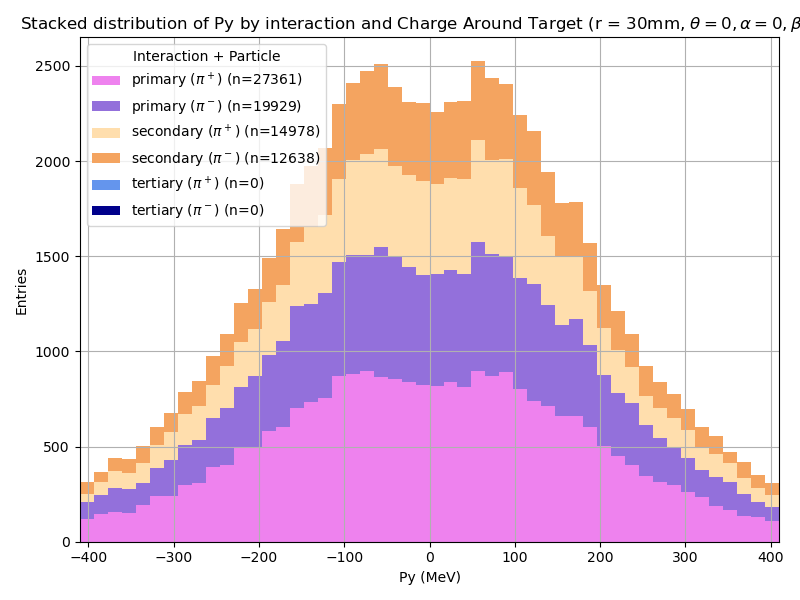 Stacked distribution of Py by interaction and Charge Around Target (r = 30mm, θ = 0, α = 0, β
Interaction + Particle
primary (π⁺) (n=27361)
primary (π⁻) (n=19929)
secondary (π⁺) (n=14978)
secondary (π⁻) (n=12638)
tertiary (π⁺) (n=0)
tertiary (π⁻) (n=0)
Entries
2500
2000
1500
1000
500
0
−400 −300 −200 −100 0 100 200 300 400
Py (MeV)